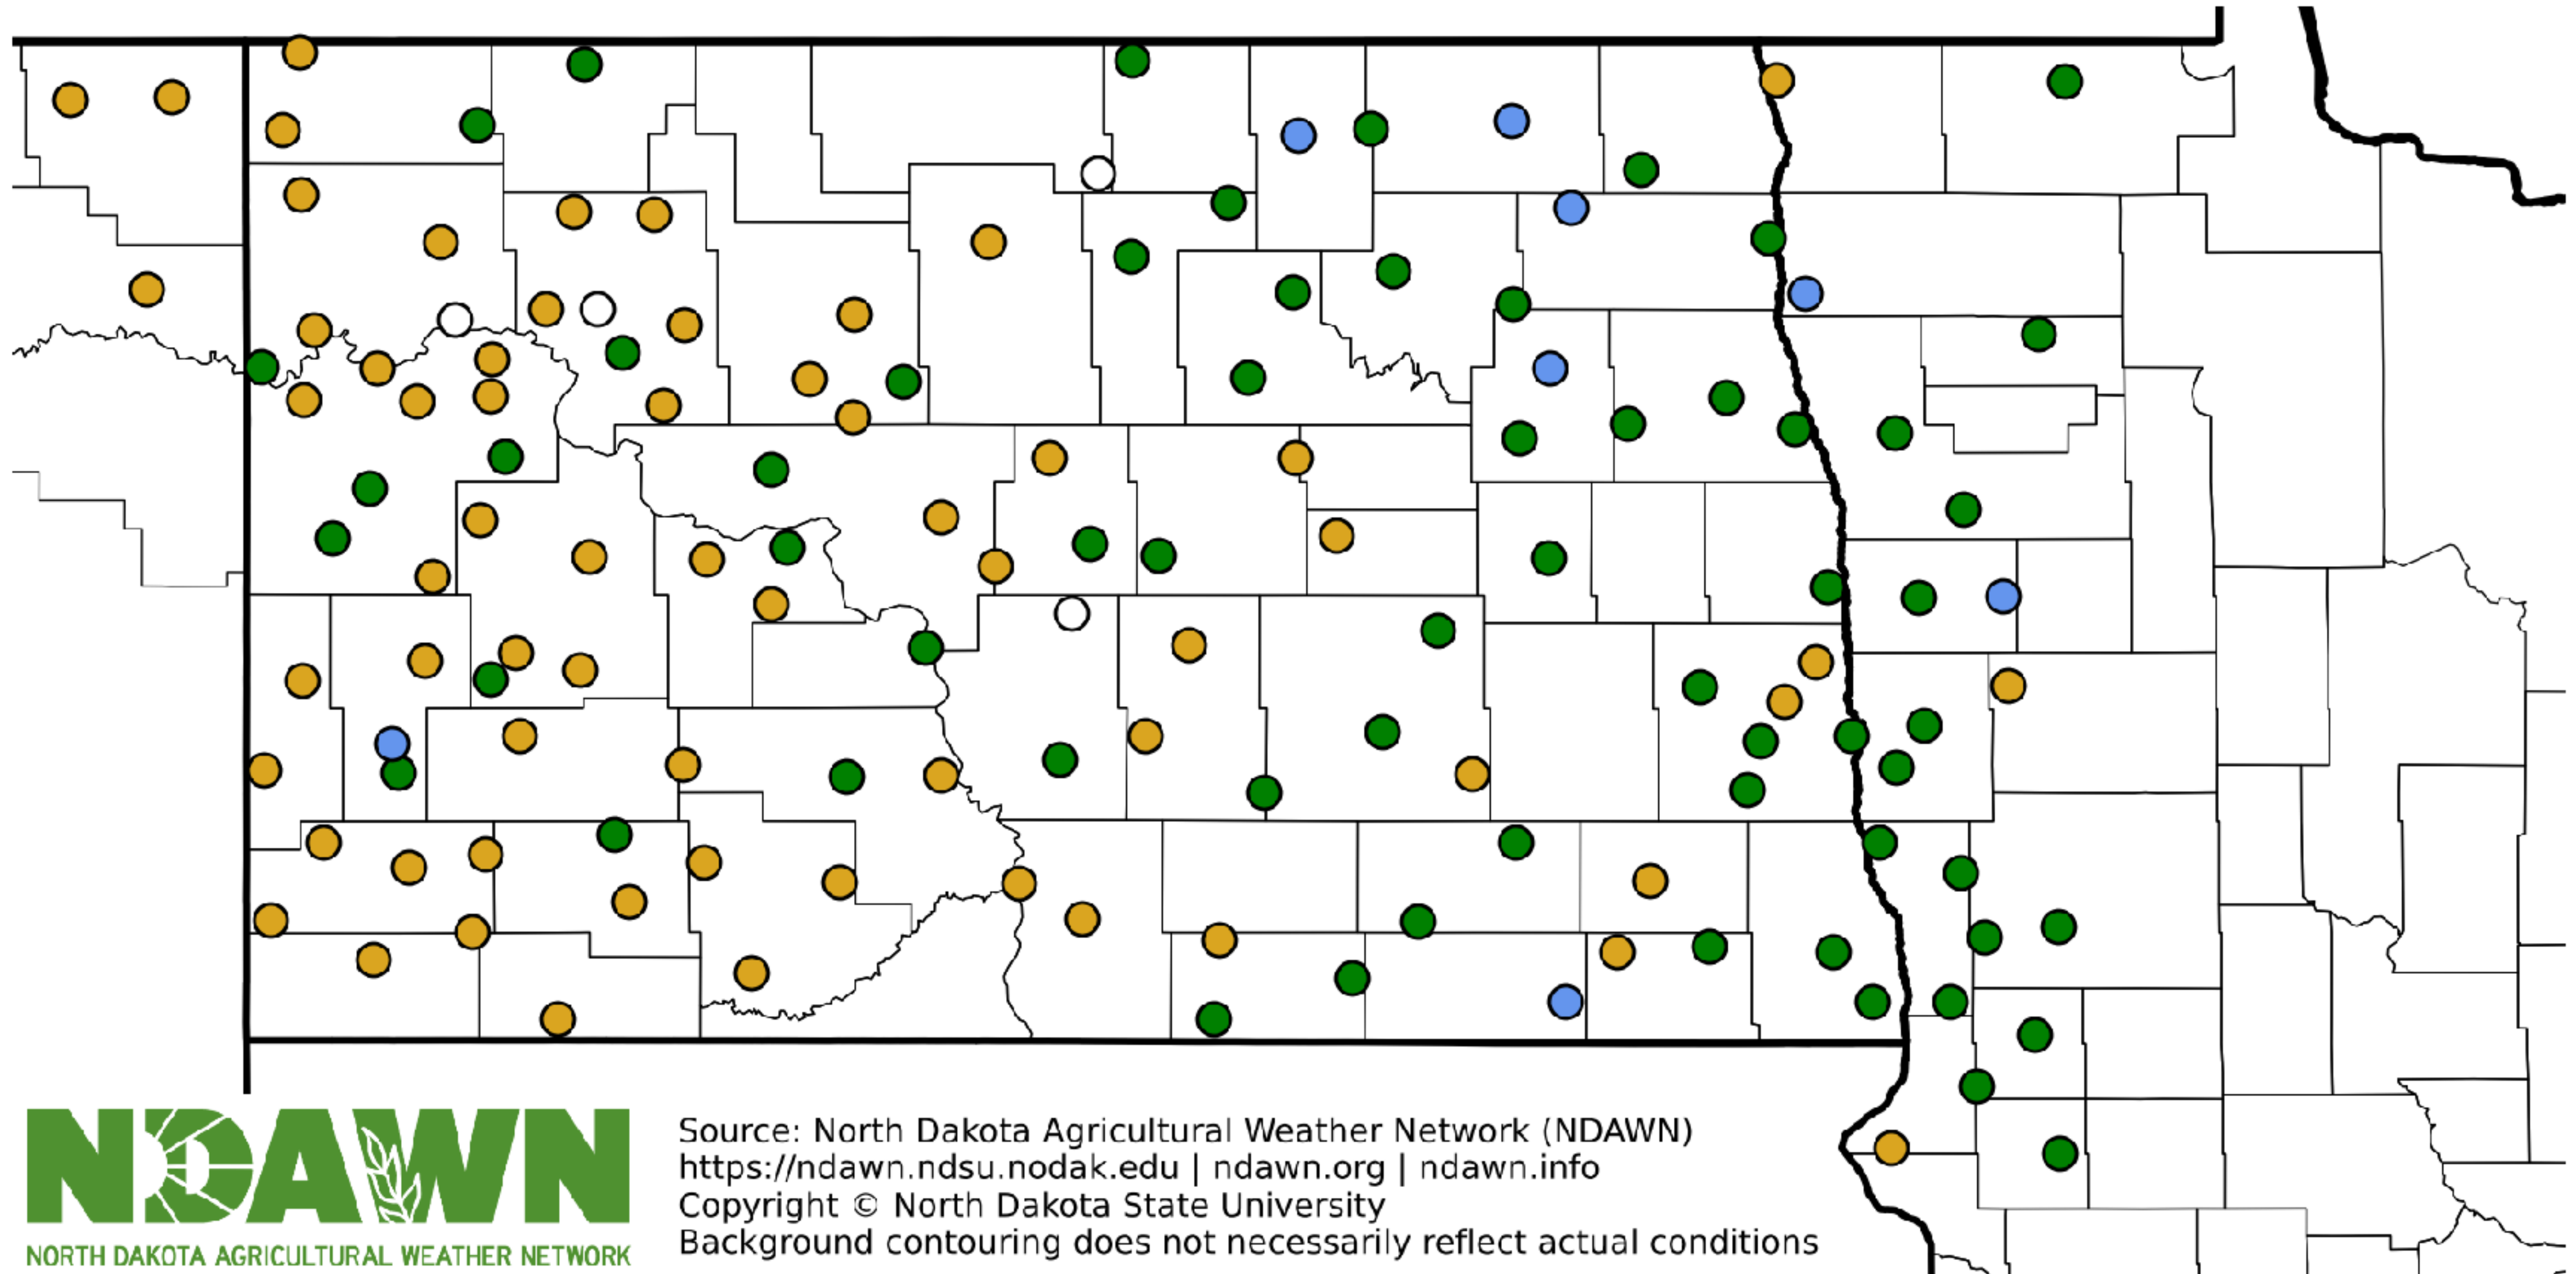 NDAWN
NORTH DAKOTA AGRICULTURAL WEATHER NETWORK
Source: North Dakota Agricultural Weather Network (NDAWN)
https://ndawn.ndsu.nodak.edu | ndawn.org | ndawn.info
Copyright © North Dakota State University
Background contouring does not necessarily reflect actual conditions